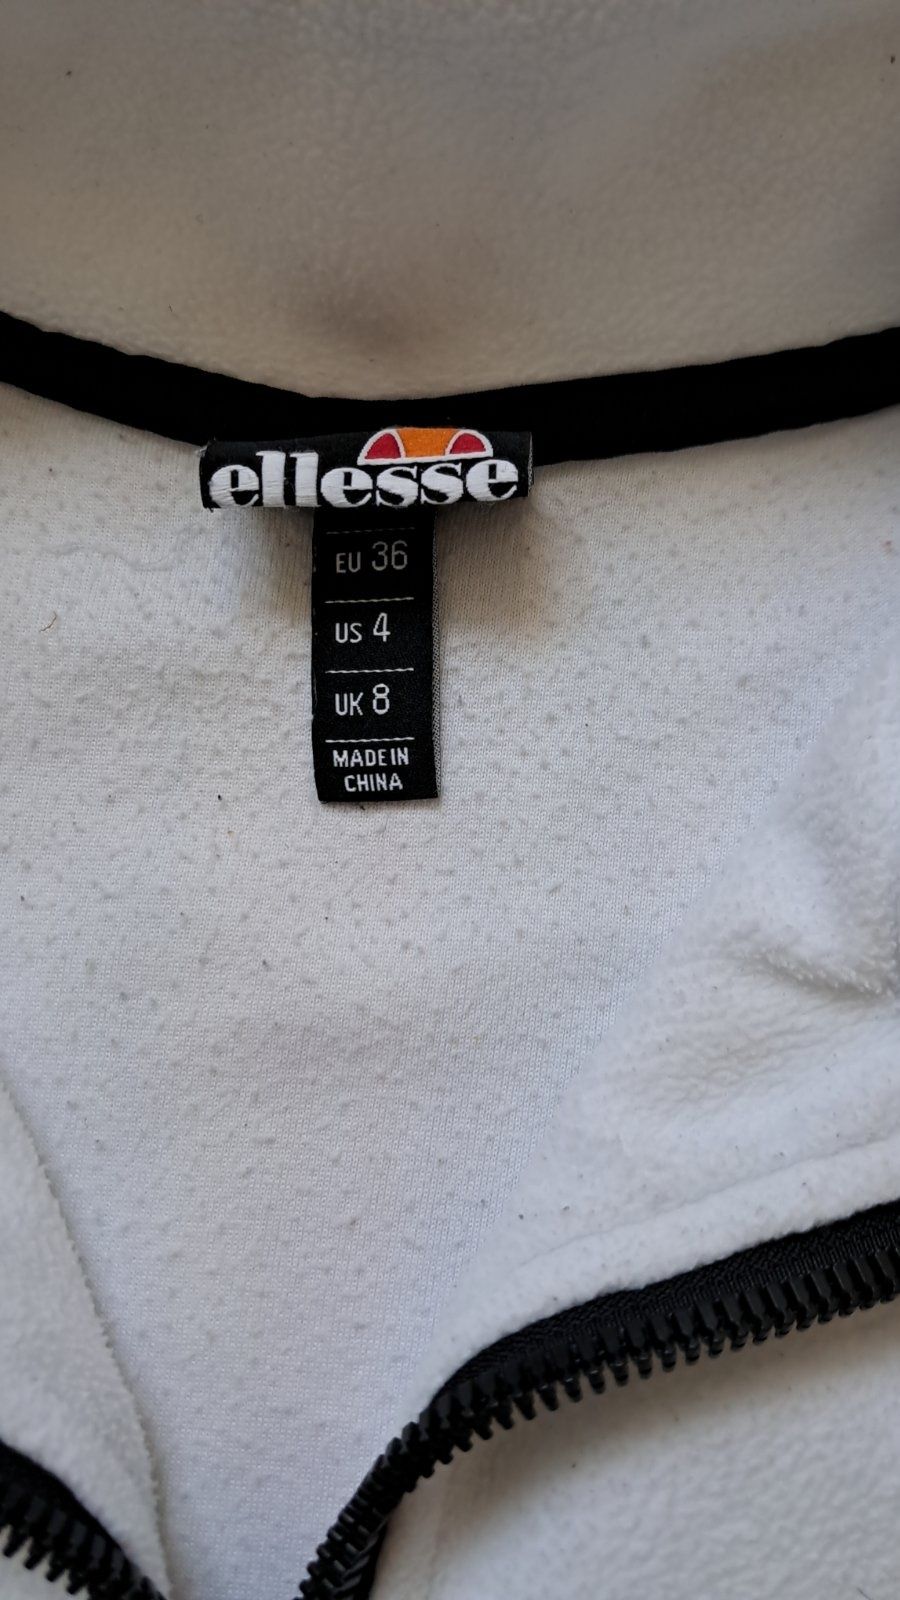 ellesse
EU 36
US 4
UK 8
MADE IN
CHINA